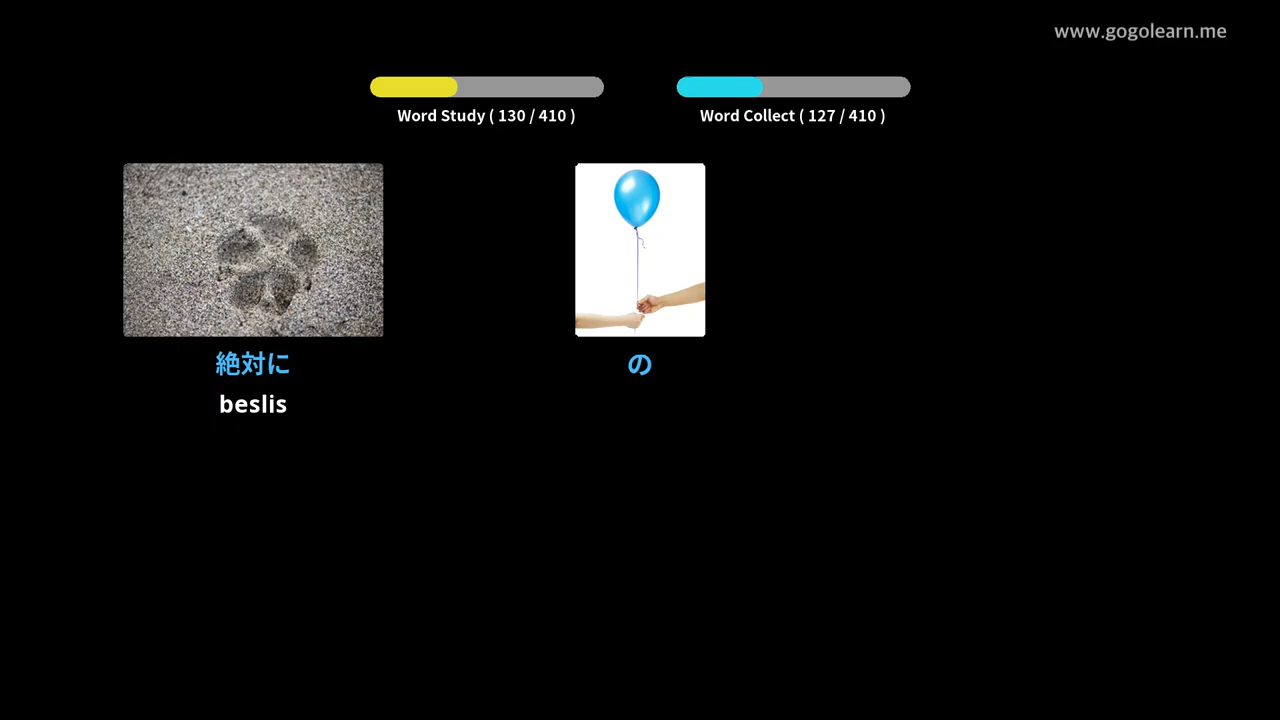 www.gogolearn.me
Word Study ( 130 / 410 )
Word Collect ( 127 / 410 )
絶対に
の
beslis